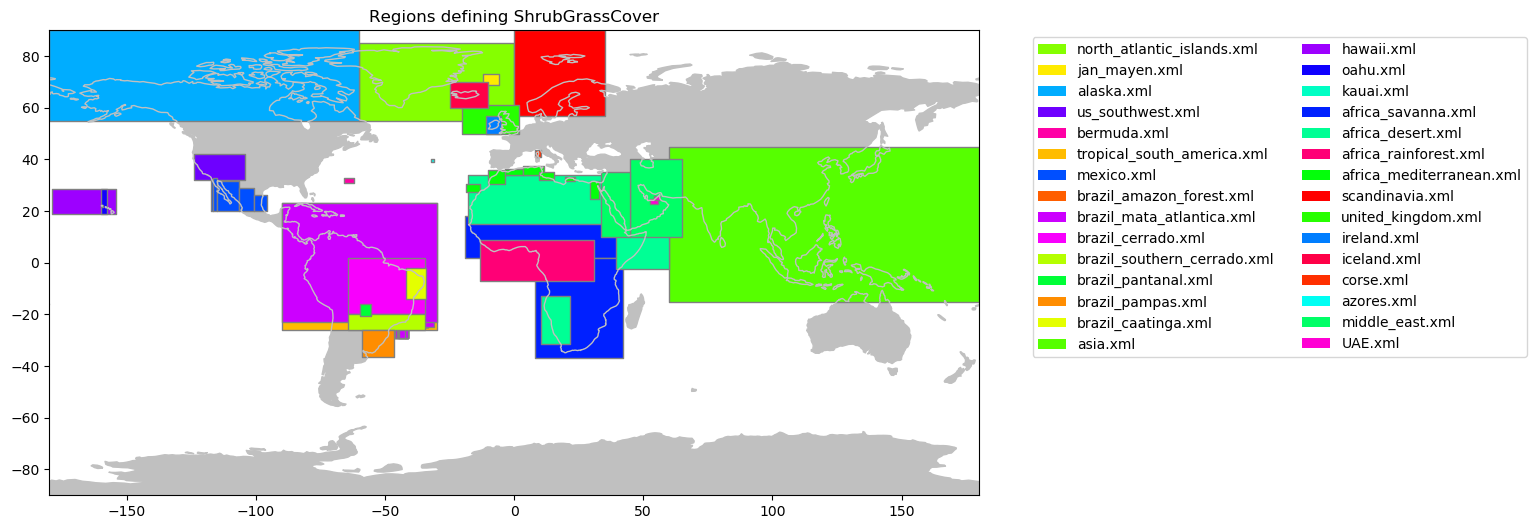 Regions defining ShrubGrassCover
80
60
40
20
0
−20
−40
−60
−80
−150
−100
−50
0
50
100
150
north_atlantic_islands.xml
jan_mayen.xml
alaska.xml
us_southwest.xml
bermuda.xml
tropical_south_america.xml
mexico.xml
brazil_amazon_forest.xml
brazil_mata_atlantica.xml
brazil_cerrado.xml
brazil_southern_cerrado.xml
brazil_pantanal.xml
brazil_pampas.xml
brazil_caatinga.xml
asia.xml
hawaii.xml
oahu.xml
kauai.xml
africa_savanna.xml
africa_desert.xml
africa_rainforest.xml
africa_mediterranean.xml
scandinavia.xml
united_kingdom.xml
ireland.xml
iceland.xml
corse.xml
azores.xml
middle_east.xml
UAE.xml